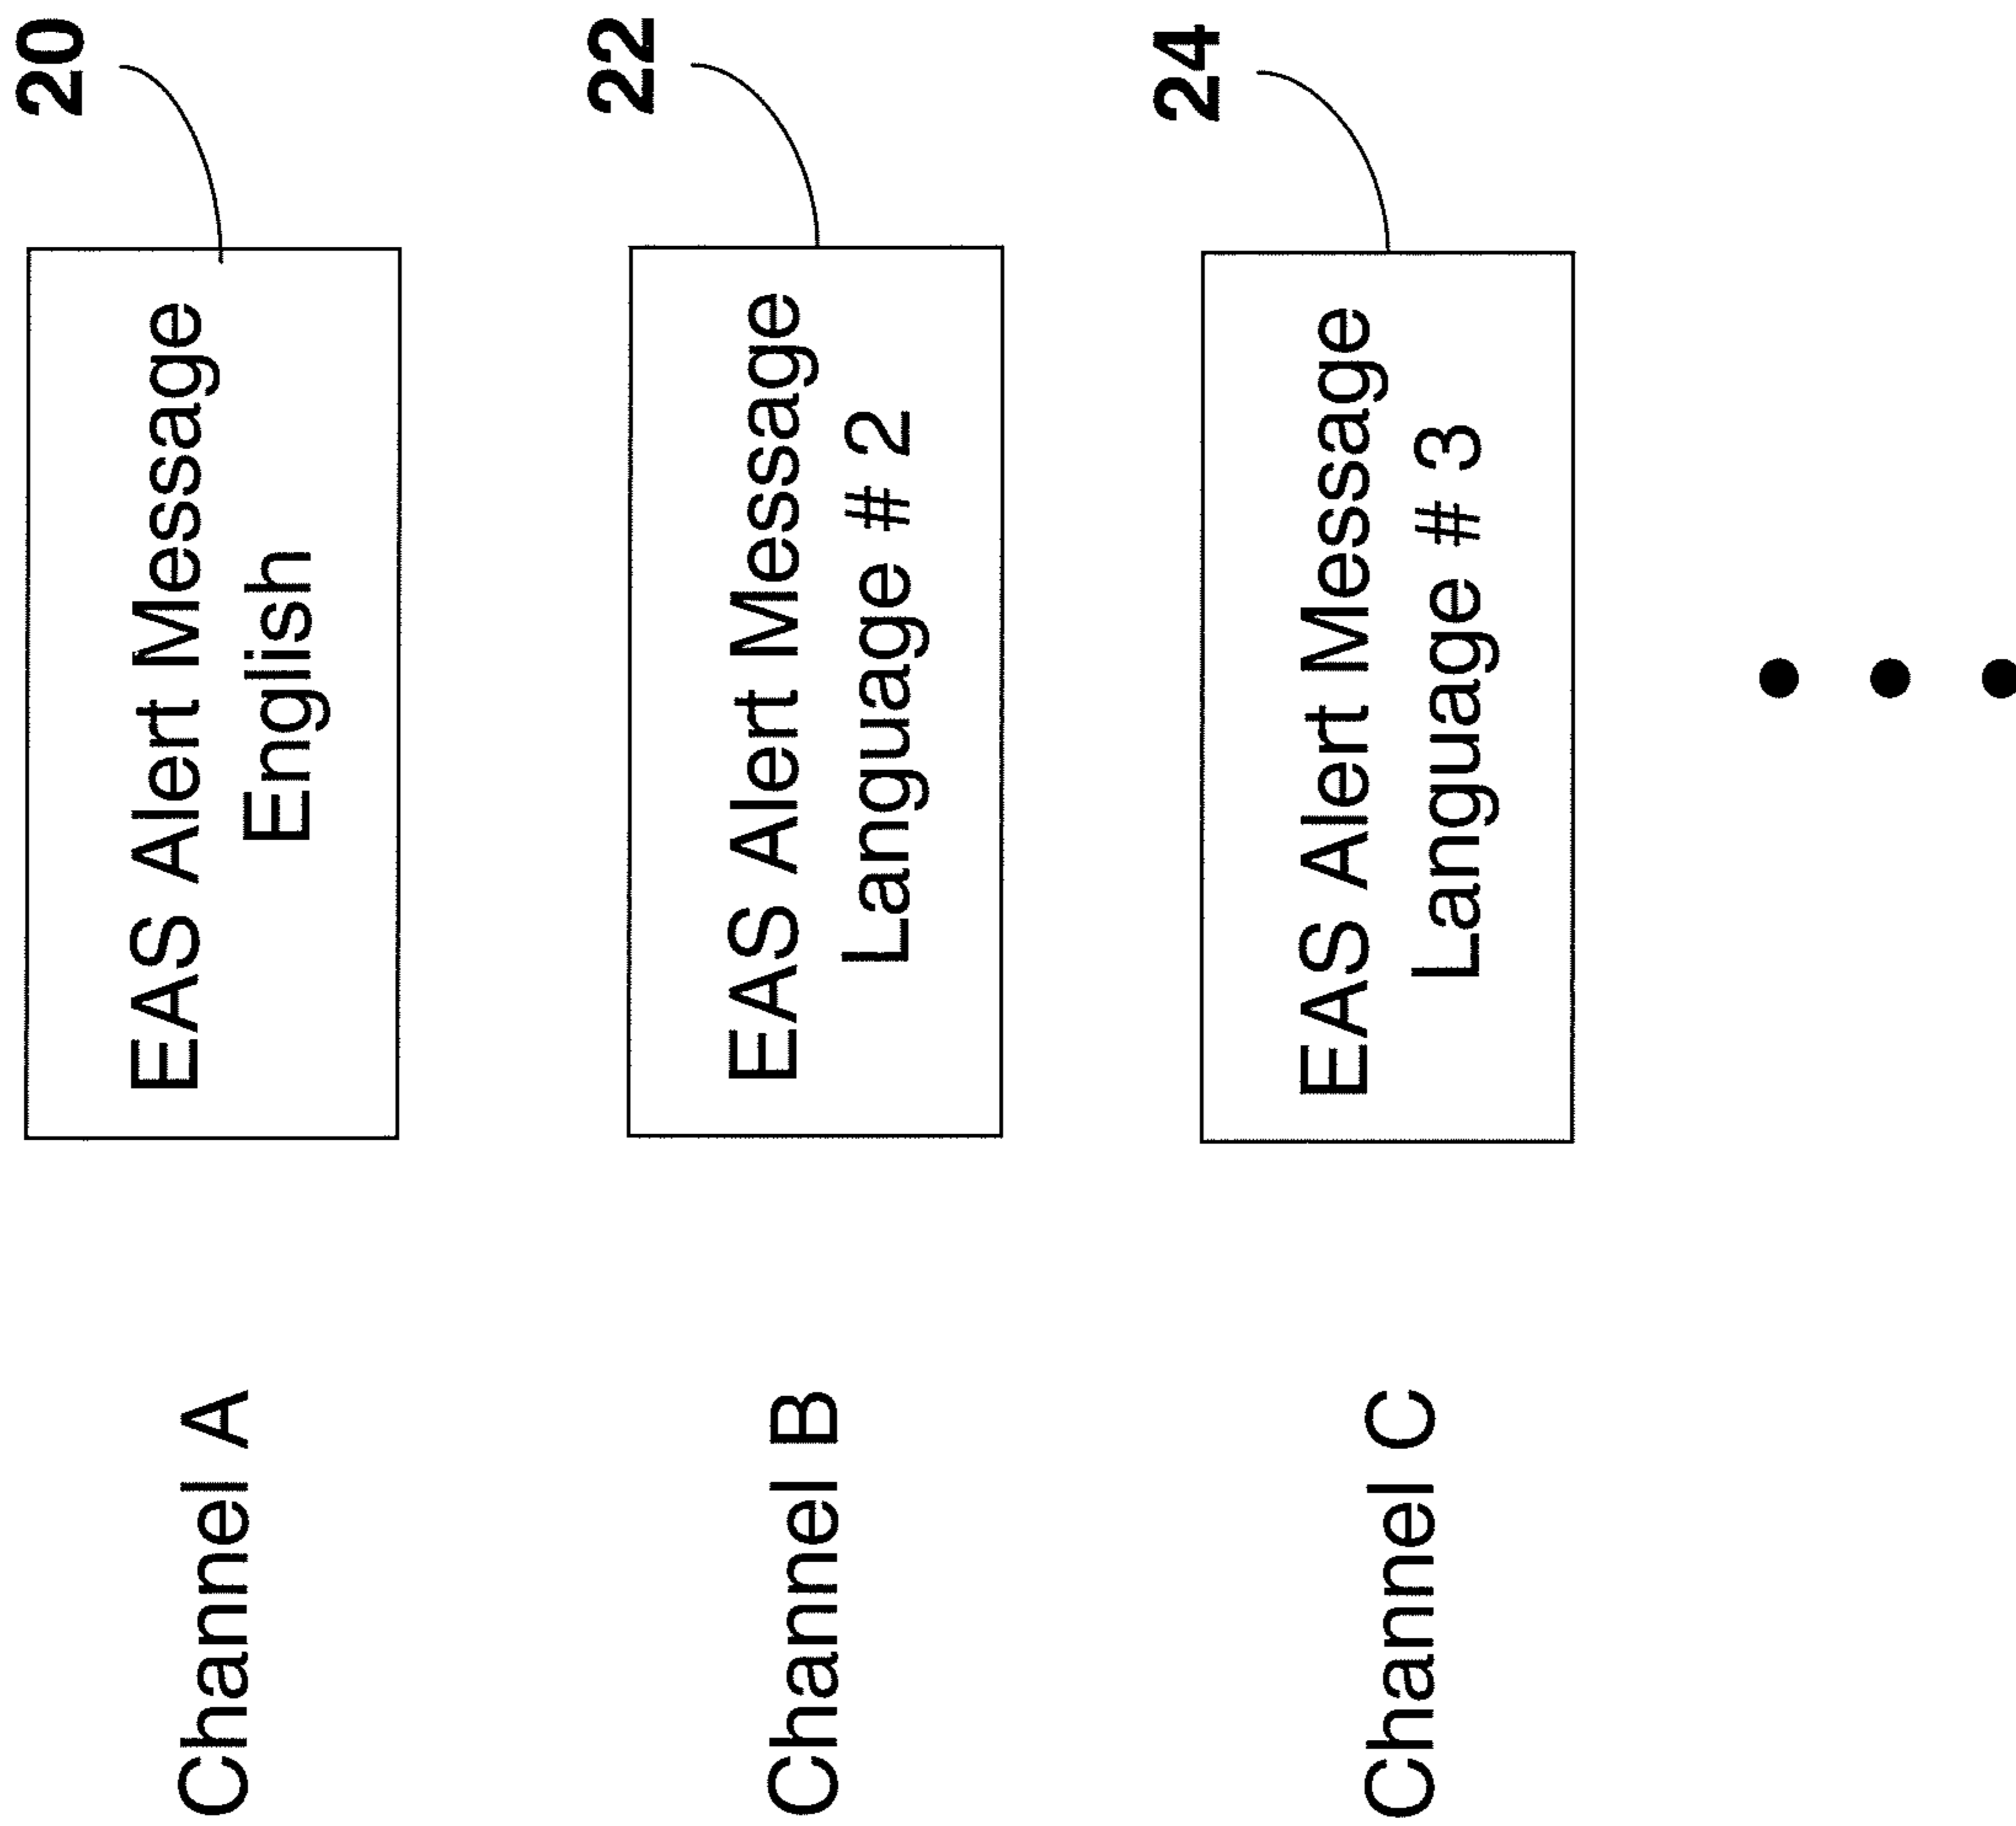 20
Channel A
EAS Alert Message
English
22
Channel B
EAS Alert Message
Language # 2
24
Channel C
EAS Alert Message
Language # 3